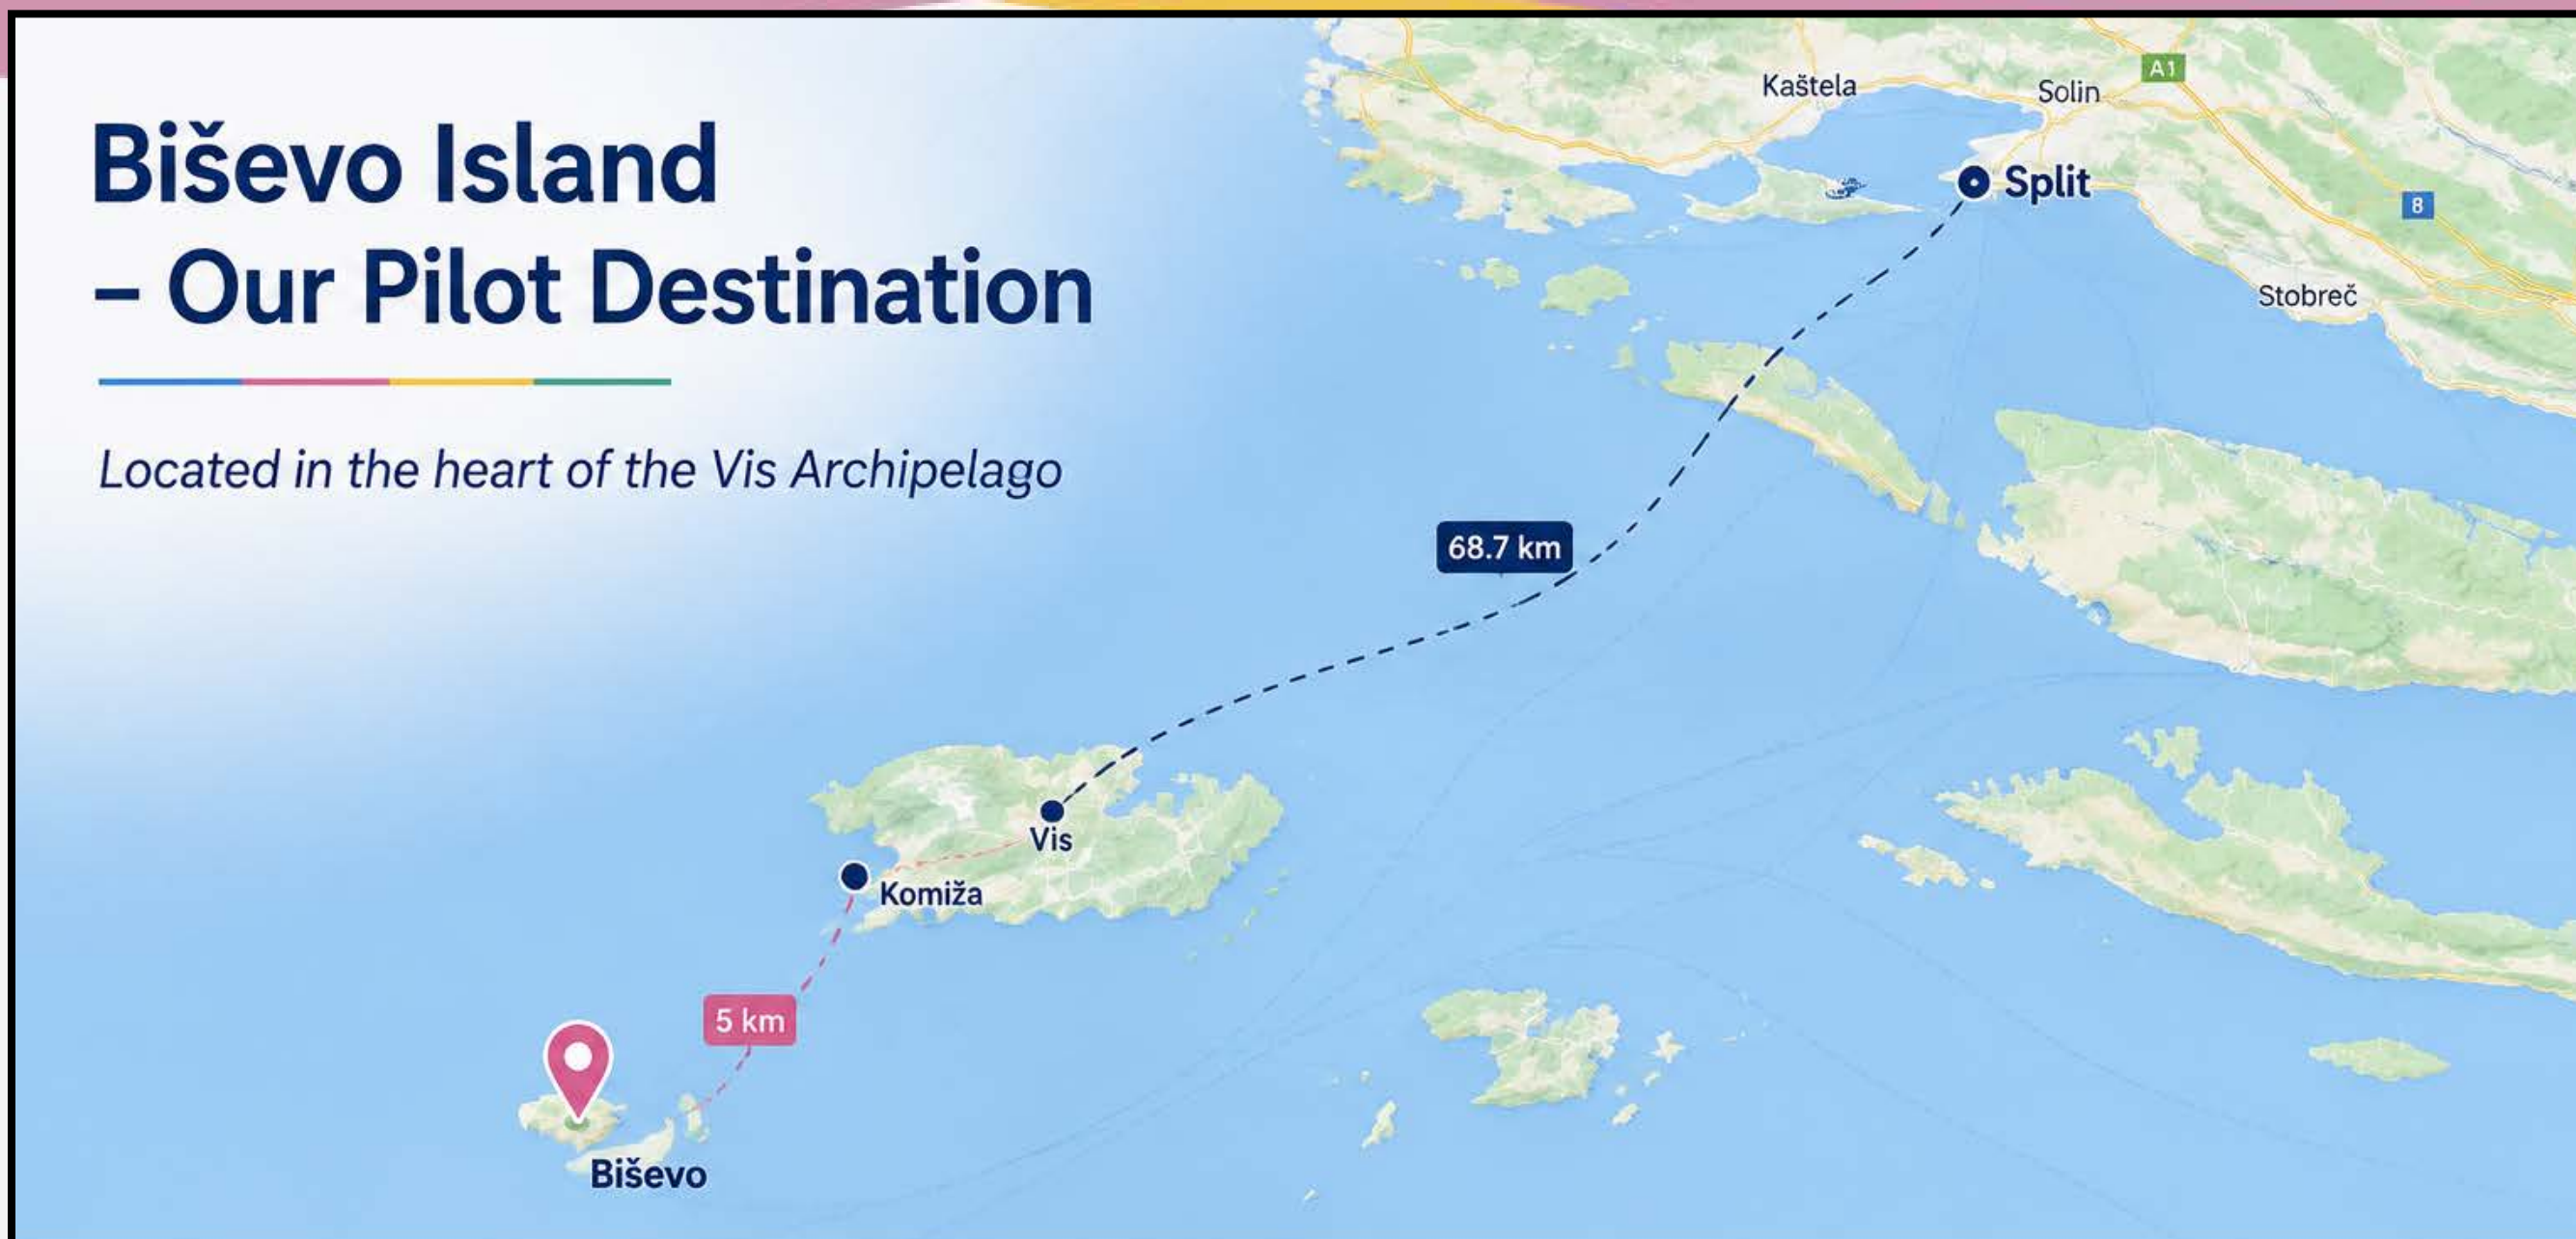 Biševo Island
– Our Pilot Destination
Located in the heart of the Vis Archipelago
Kaštela
Solin
A1
Split
8
Stobreč
68.7 km
Vis
Komiža
5 km
Biševo